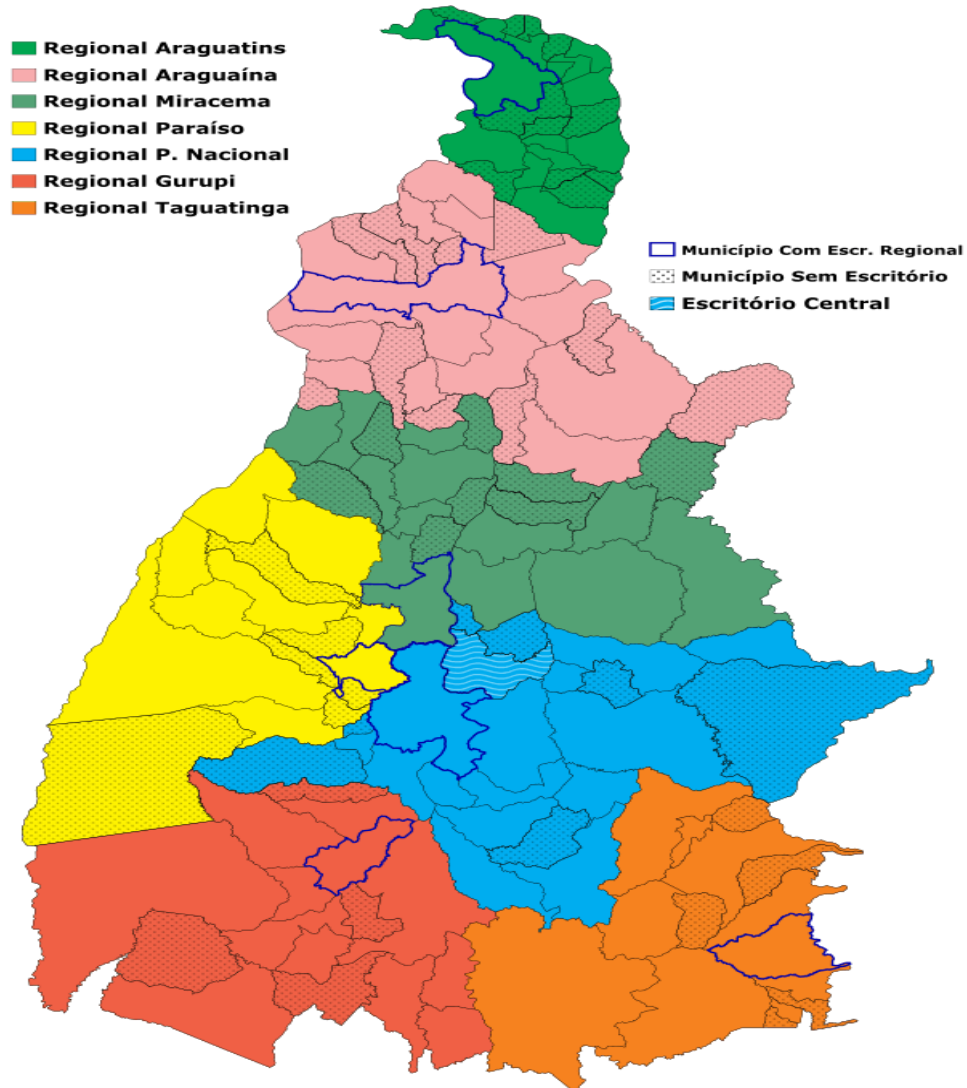 Regional Araguatins
Regional Araguaína
Regional Miracema
Regional Paraíso
Regional P. Nacional
Regional Gurupi
Regional Taguatinga
Município Com Escr. Regional
Município Sem Escritório
Escritório Central